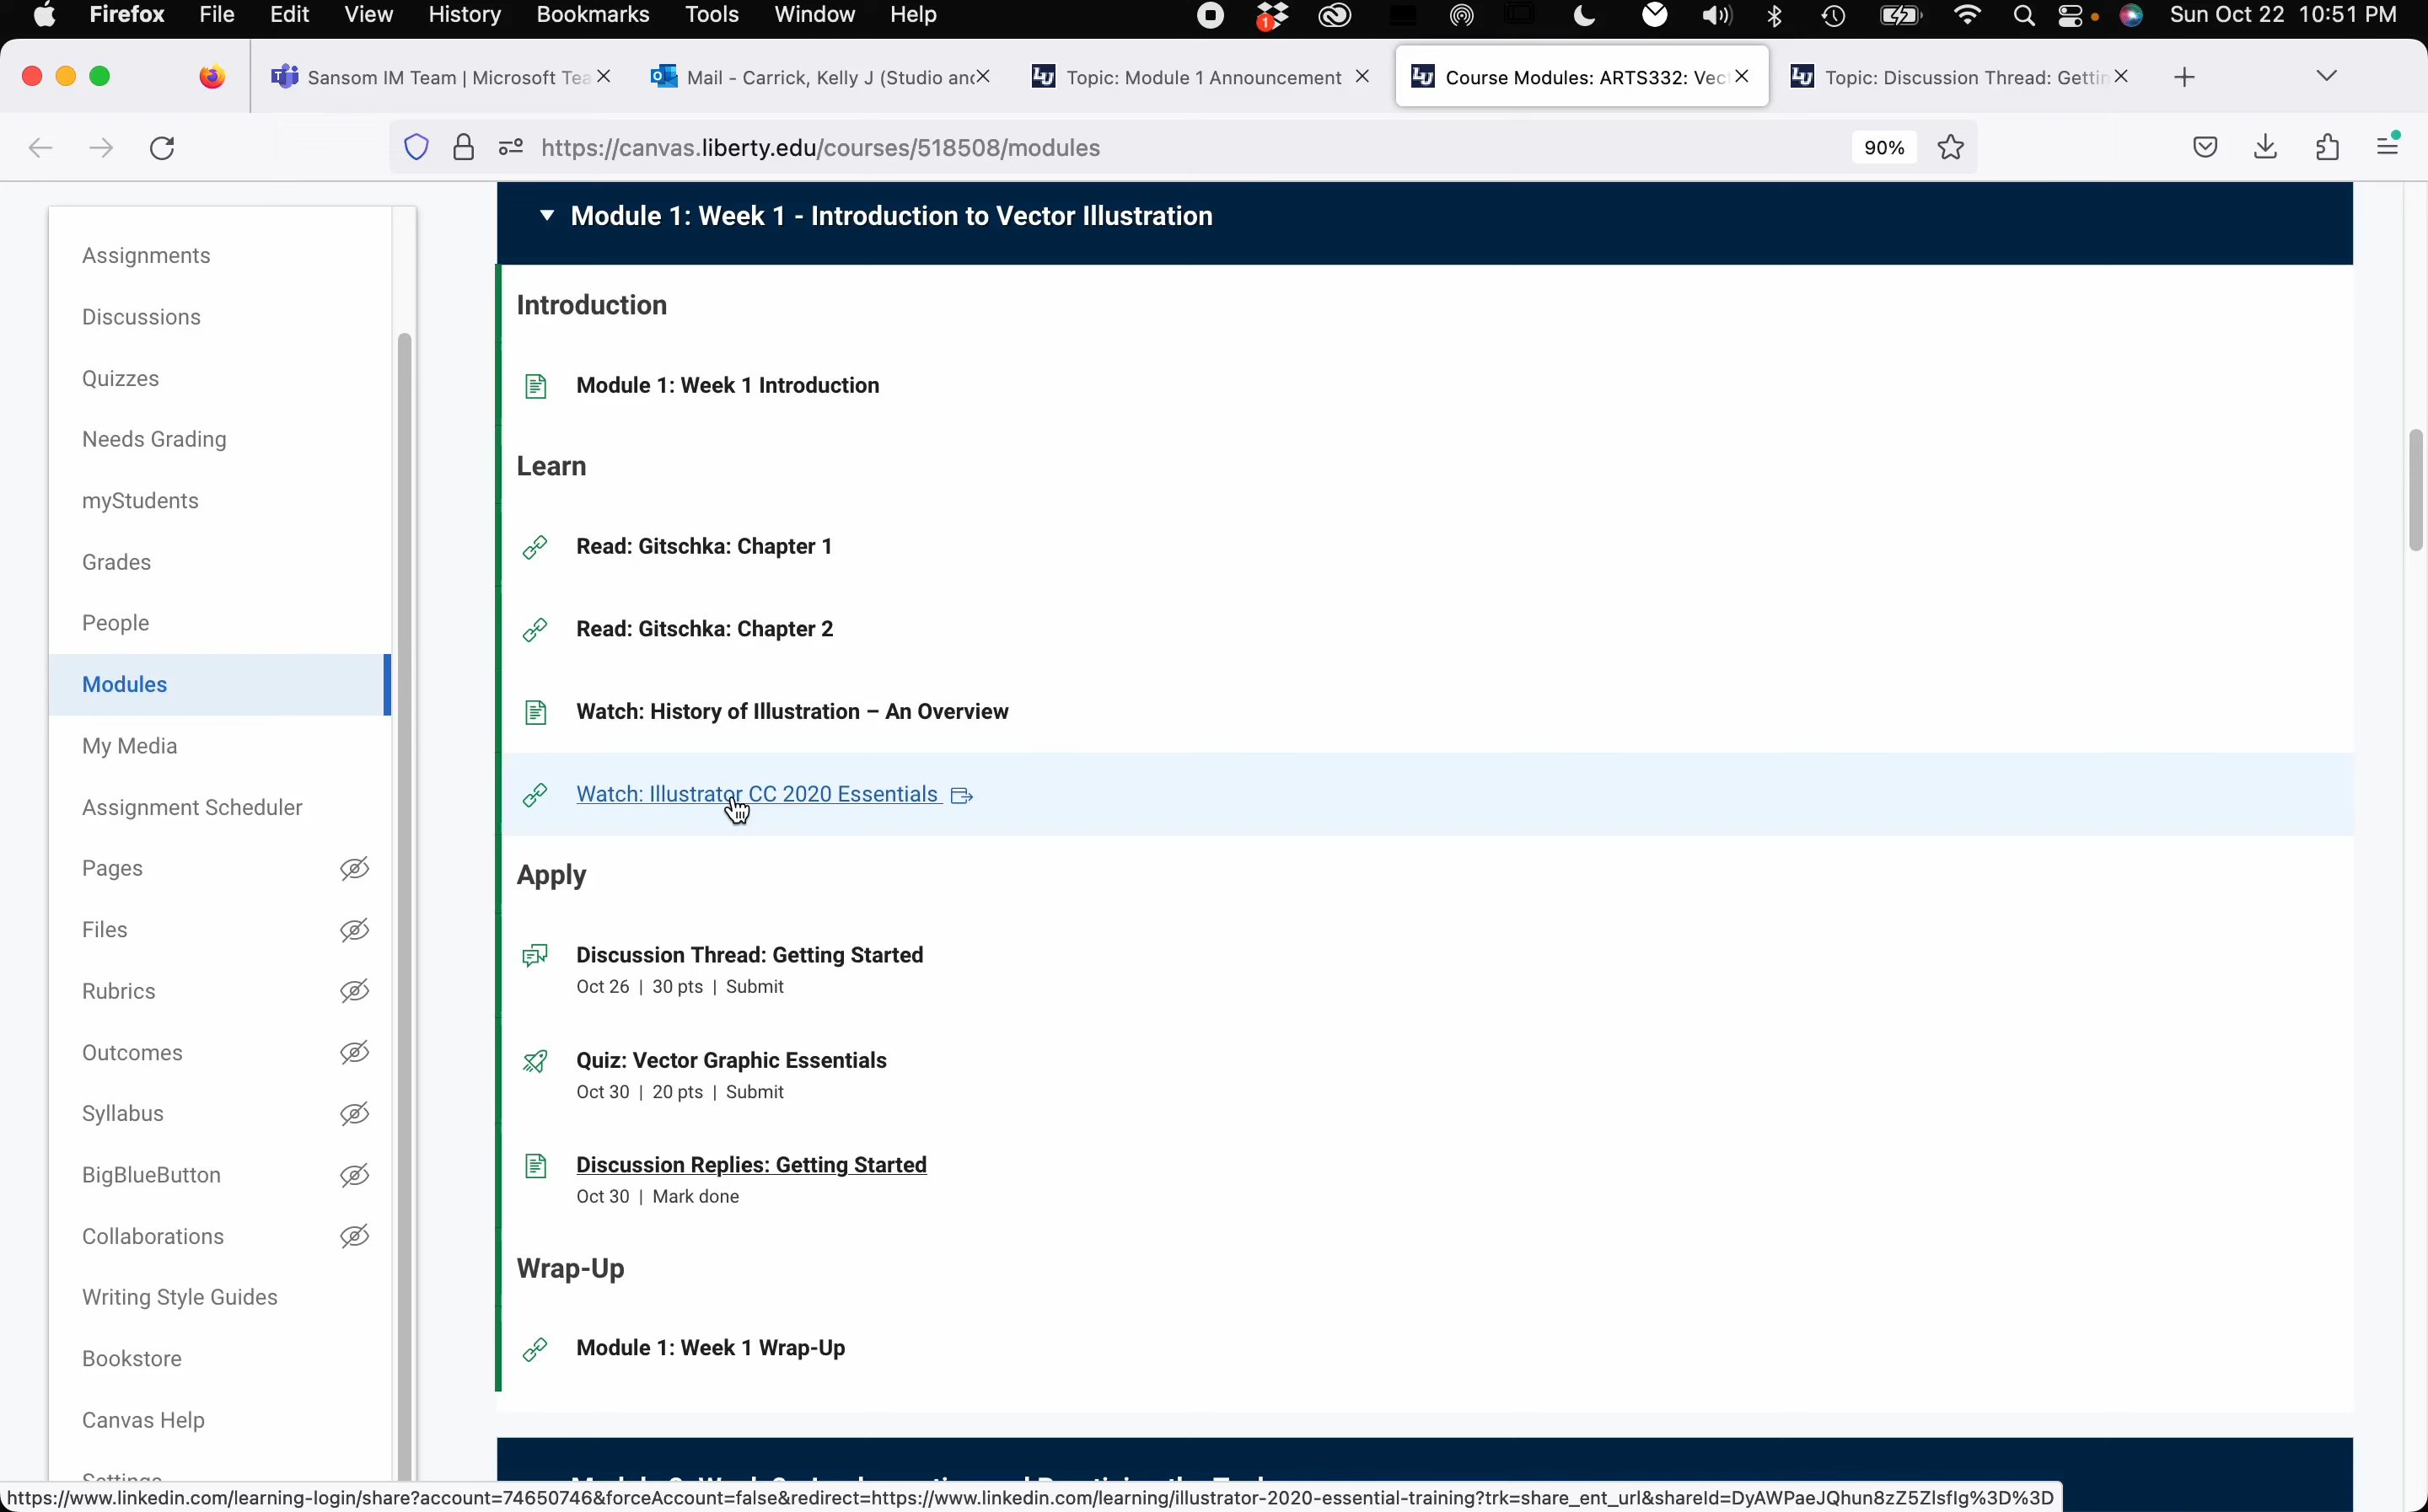 Firefox File Edit View History Bookmarks Tools Window Help 1 Sun Oct 22 10:51 PM
Sansom IM Team | Microsoft Tea Mail - Carrick, Kelly J (Studio and Topic: Module 1 Announcement Course Modules: ARTS332: Vect Topic: Discussion Thread: Gettin
https://canvas.liberty.edu/courses/518508/modules 90%
Assignments
Discussions
Quizzes
Needs Grading
myStudents
Grades
People
Modules
My Media
Assignment Scheduler
Pages
Files
Rubrics
Outcomes
Syllabus
BigBlueButton
Collaborations
Writing Style Guides
Bookstore
Canvas Help
Settings
Module 1: Week 1 - Introduction to Vector Illustration
Introduction
Module 1: Week 1 Introduction
Learn
Read: Gitschka: Chapter 1
Read: Gitschka: Chapter 2
Watch: History of Illustration – An Overview
Watch: Illustrator CC 2020 Essentials
Apply
Discussion Thread: Getting Started
Oct 26 | 30 pts | Submit
Quiz: Vector Graphic Essentials
Oct 30 | 20 pts | Submit
Discussion Replies: Getting Started
Oct 30 | Mark done
Wrap-Up
Module 1: Week 1 Wrap-Up
https://www.linkedin.com/learning-login/share?account=74650746&forceAccount=false&redirect=https://www.linkedin.com/learning/illustrator-2020-essential-training?trk=share_ent_url&shareId=DyAWPaeJQhun8zZ5ZlsfIg%3D%3D